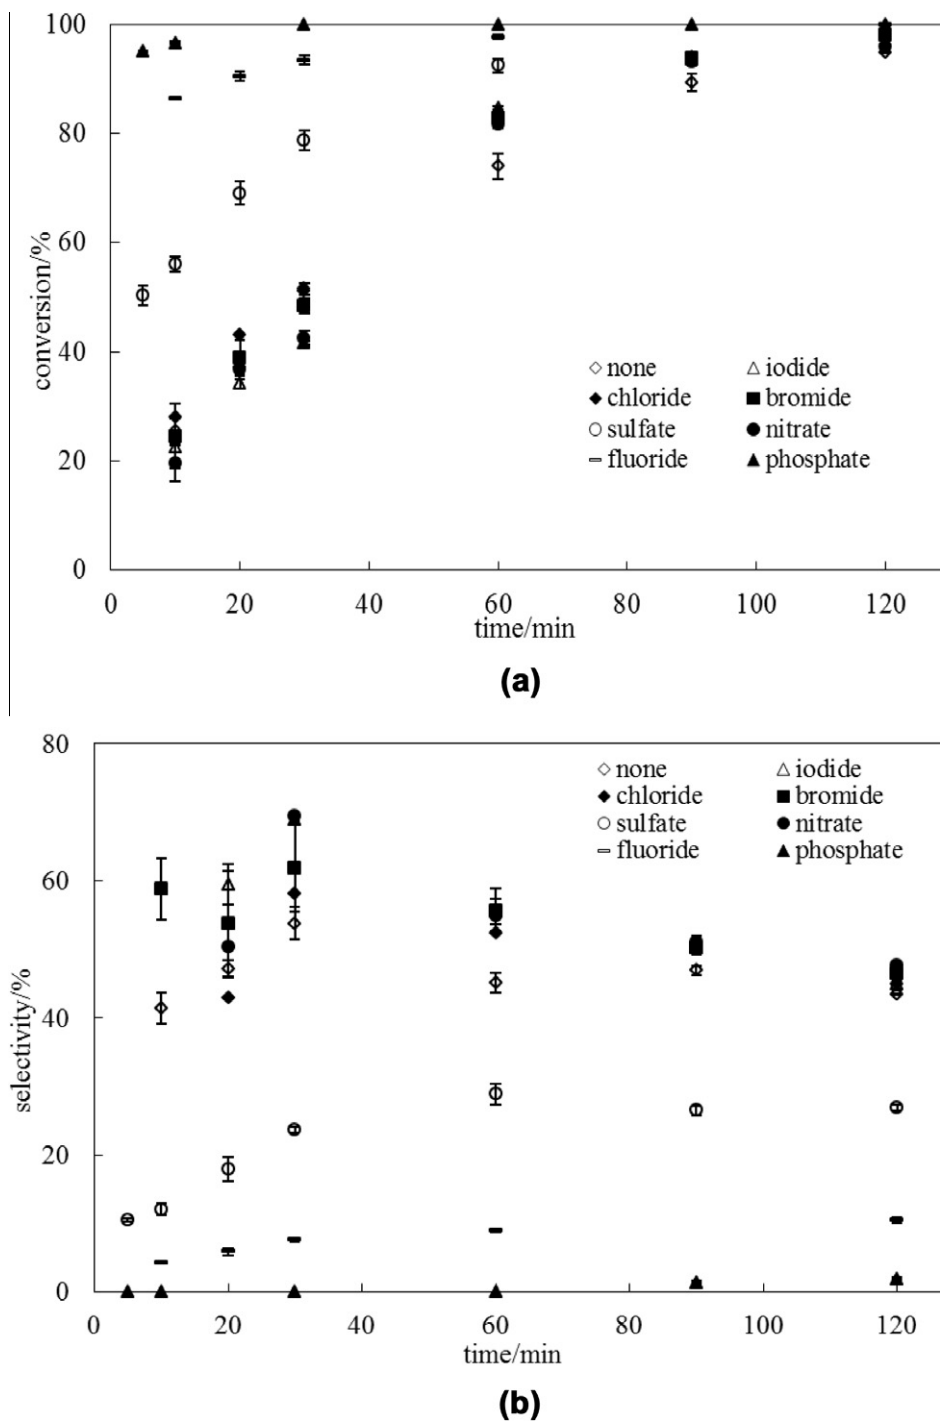 100
80
60
40
20
0
conversion/%
none iodide
chloride bromide
sulfate nitrate
fluoride phosphate
0 20 40 60 80 100 120
time/min
(a)
80
60
40
20
0
selectivity/%
none iodide
chloride bromide
sulfate nitrate
fluoride phosphate
0 20 40 60 80 100 120
time/min
(b)